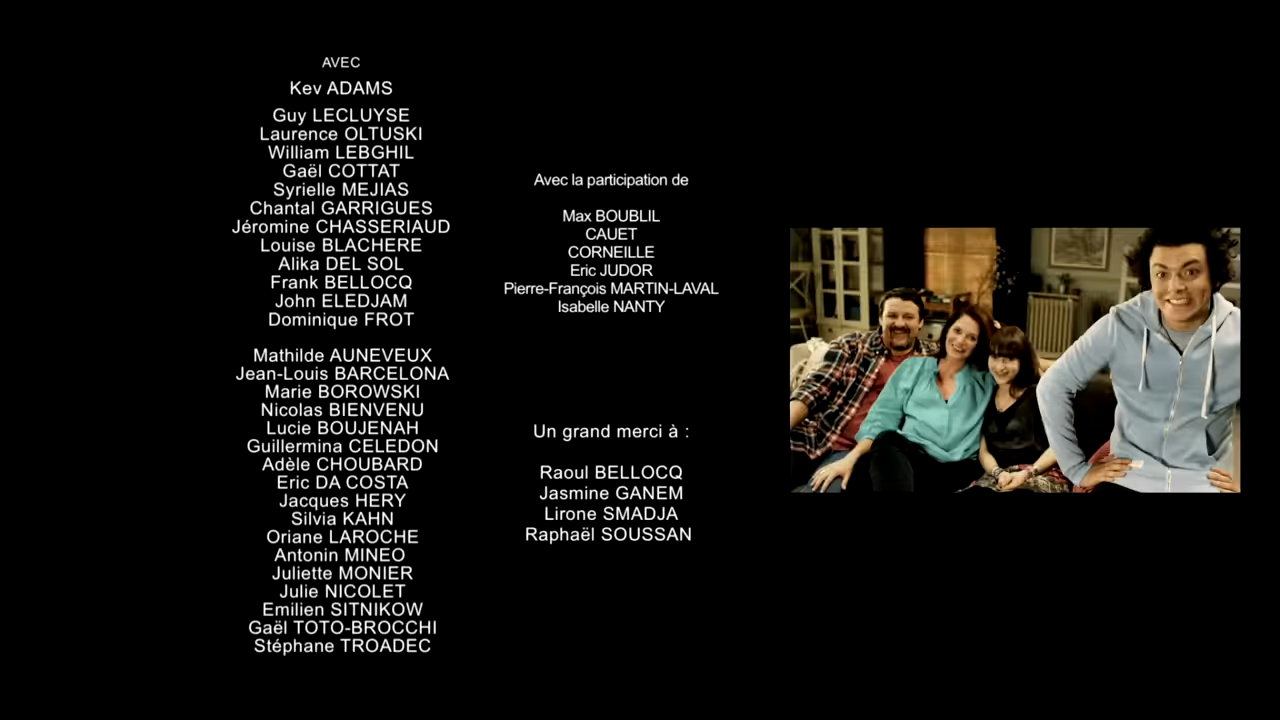 AVEC
Kev ADAMS
Guy LECLUYSE
Laurence OLTUSKI
William LEBGHIL
Gaël COTTAT
Syrielle MEJIAS
Chantal GARRIGUES
Jéromine CHASSERIAUD
Louise BLACHERE
Alika DEL SOL
Frank BELLOCQ
John ELEDJAM
Dominique FROT
Mathilde AUNEVEUX
Jean-Louis BARCELONA
Marie BOROWSKI
Nicolas BIENVENU
Lucie BOUJENAH
Guillermina CELEDON
Adèle CHOUBARD
Eric DA COSTA
Jacques HERY
Silvia KAHN
Oriane LAROCHE
Antonin MINEO
Juliette MONIER
Julie NICOLET
Emilien SITNIKOW
Gaël TOTO-BROCCHI
Stéphane TROADEC
Avec la participation de
Max BOUBLIL
CAUET
CORNEILLE
Eric JUDOR
Pierre-François MARTIN-LAVAL
Isabelle NANTY
Un grand merci à :
Raoul BELLOCQ
Jasmine GANEM
Lirone SMADJA
Raphaël SOUSSAN